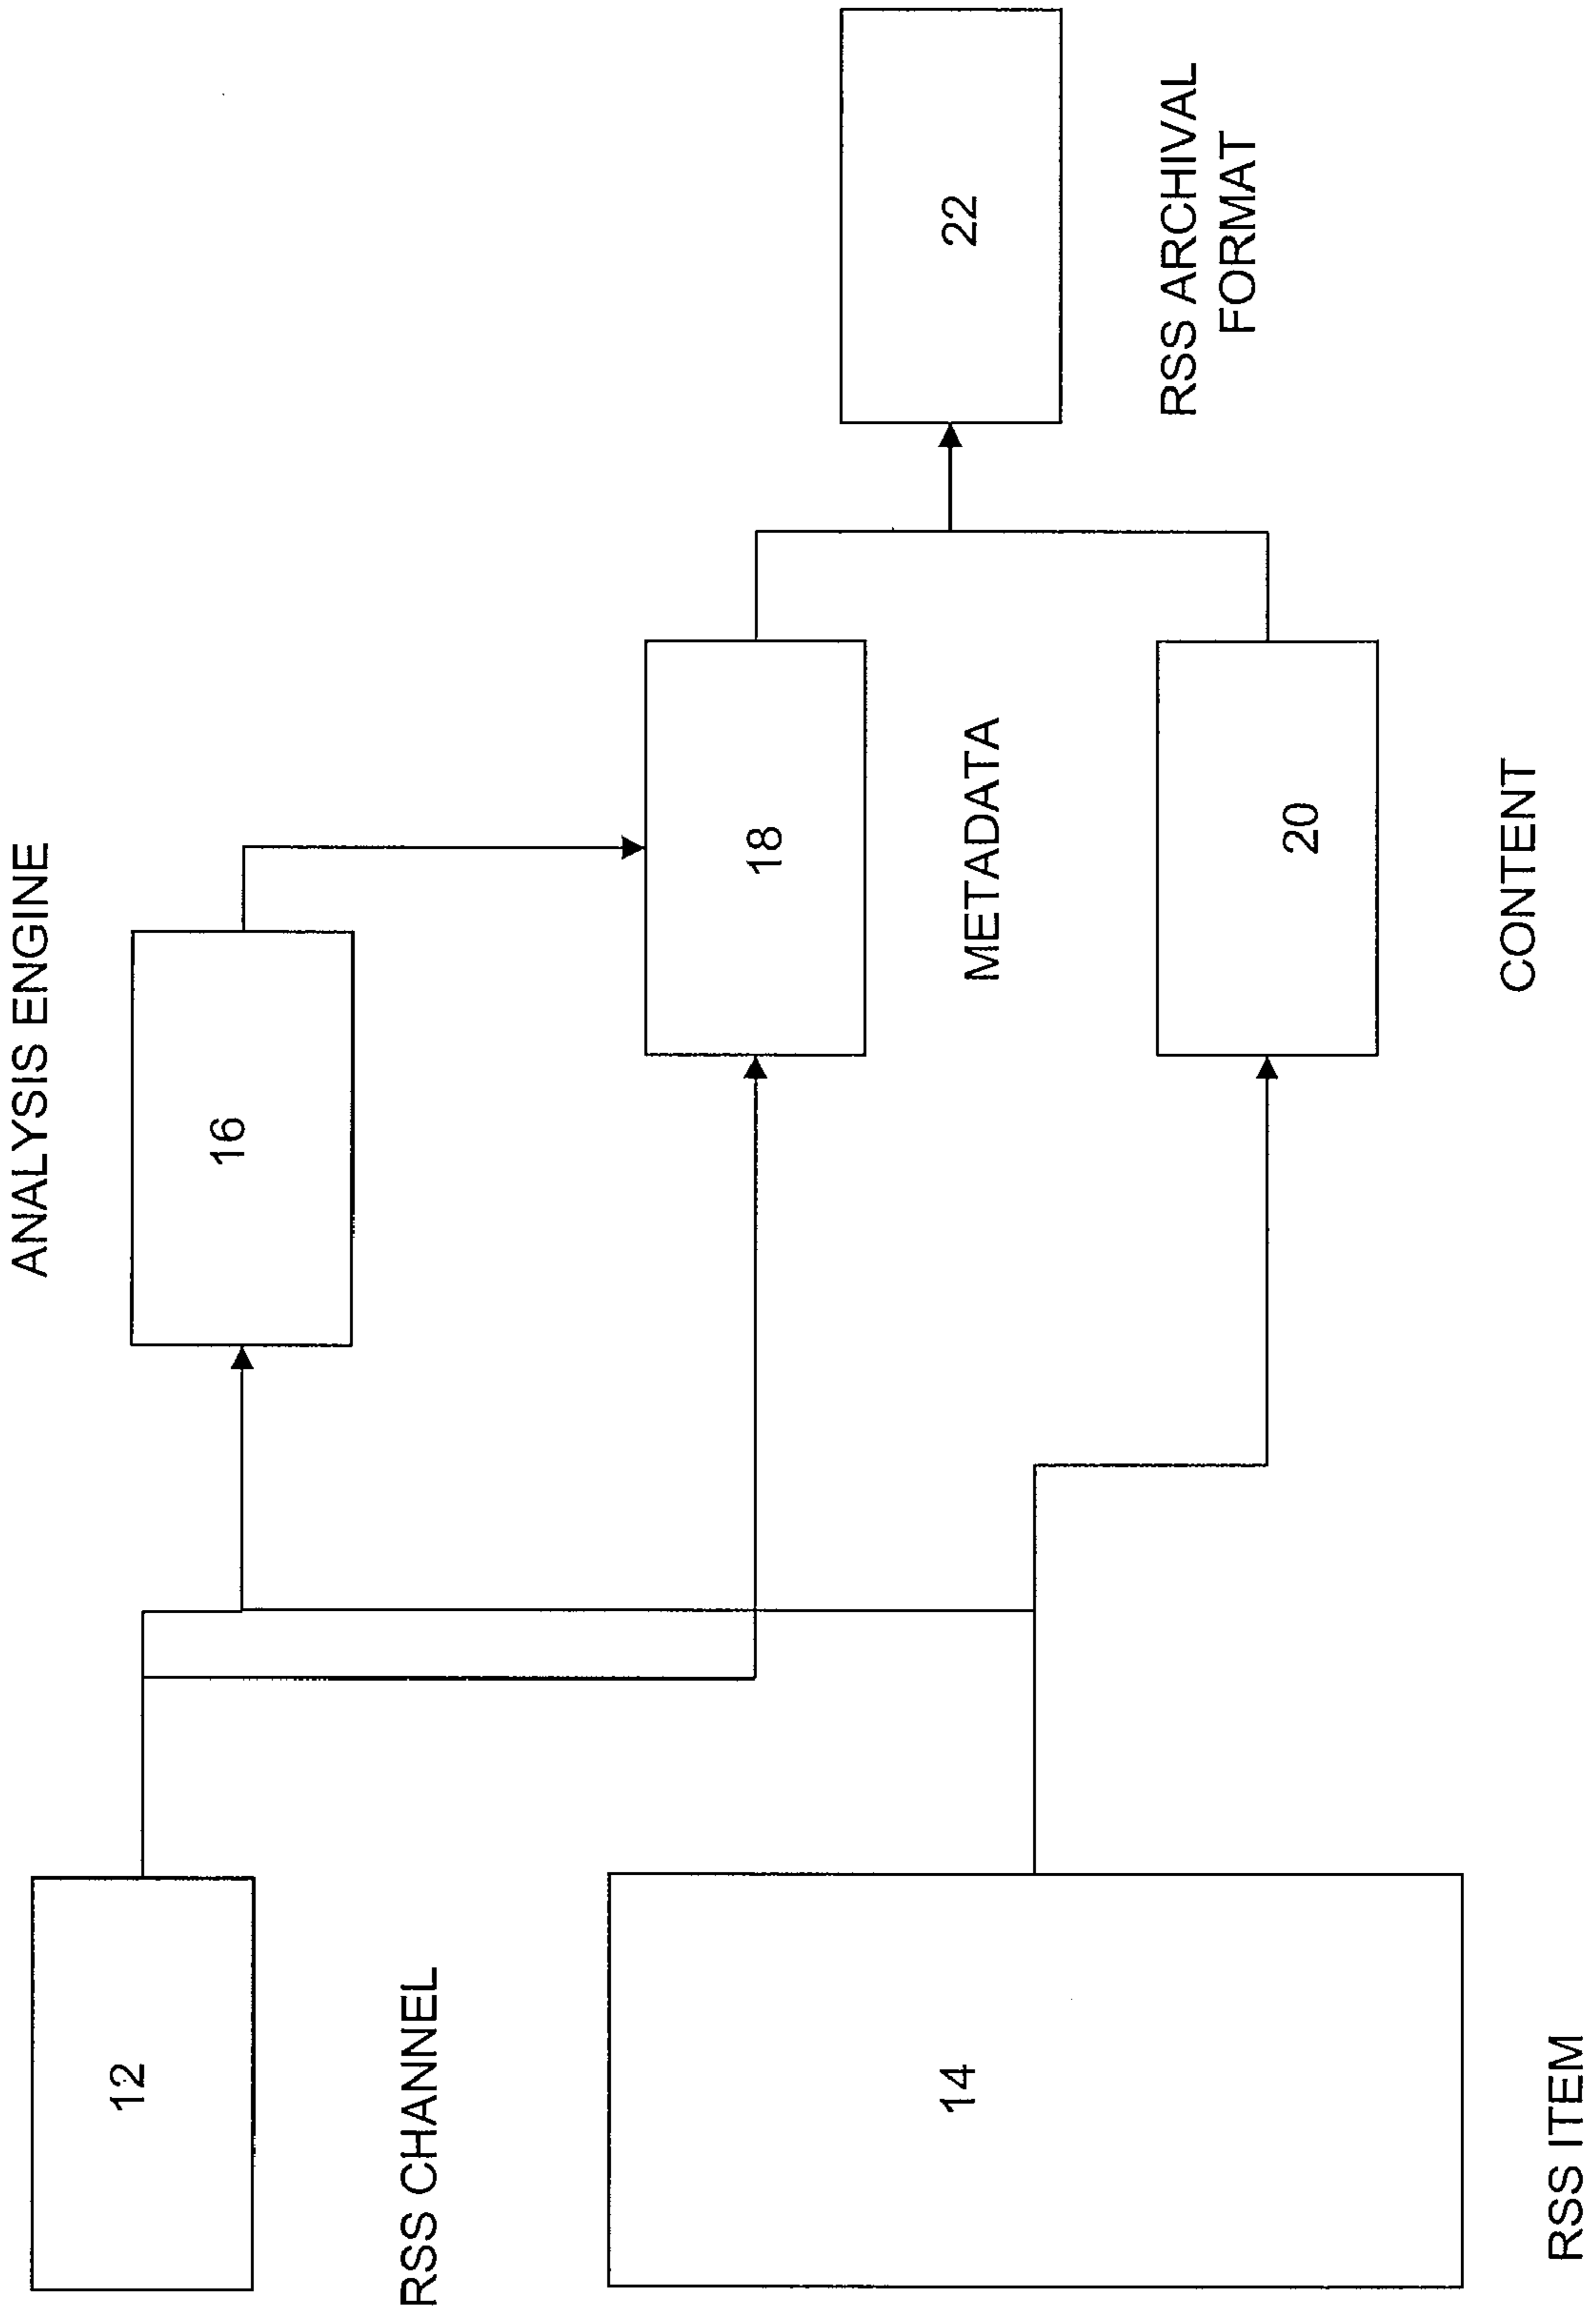 ANALYSIS ENGINE
16
12
RSS CHANNEL
18
METADATA
22
RSS ARCHIVAL
FORMAT
14
RSS ITEM
20
CONTENT